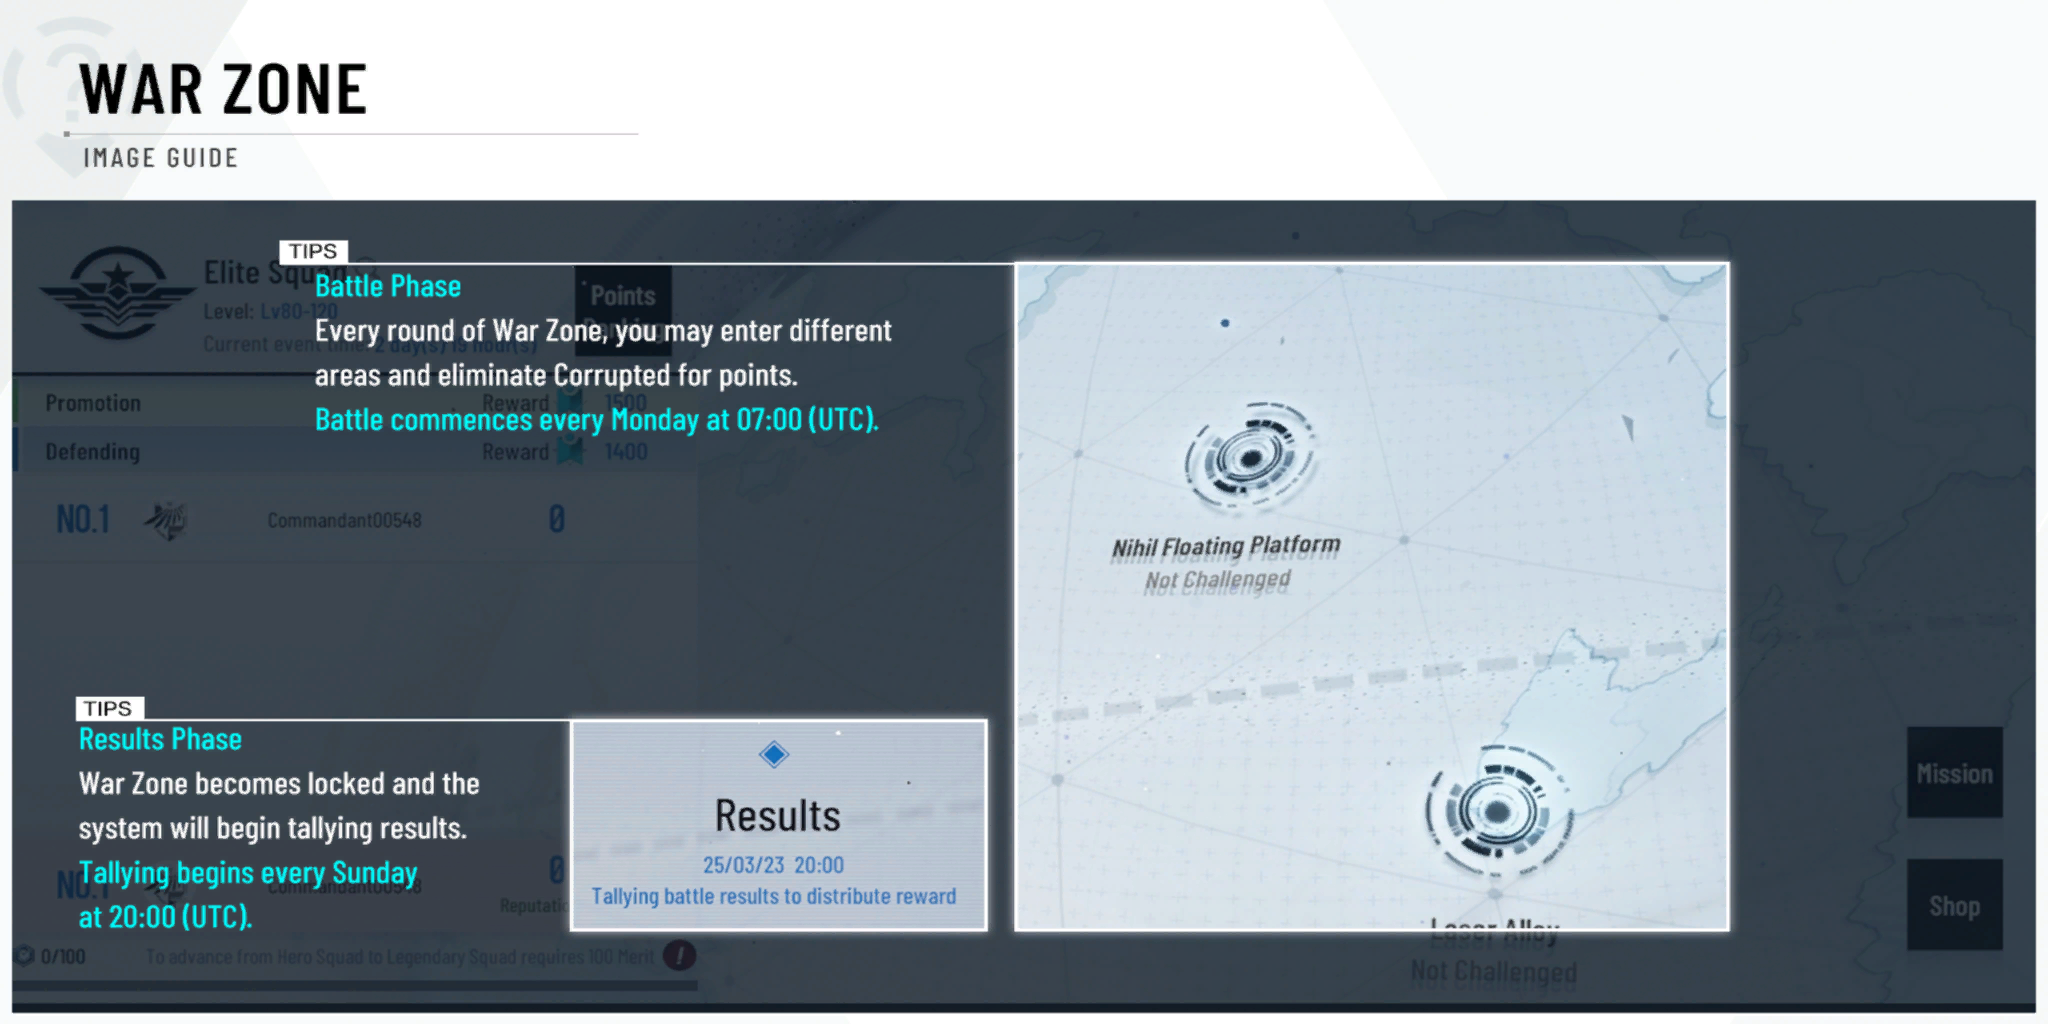 WAR ZONE
IMAGE GUIDE
TIPS
Elite Squad
Level: Lv80-120
Current event time: 2 day(s) 19 hour(s)
Points
Battle Phase
Every round of War Zone, you may enter different
areas and eliminate Corrupted for points.
Battle commences every Monday at 07:00 (UTC).
Promotion
Reward 1500
Defending
Reward 1400
NO.1 Commandant00548 0
Nihil Floating Platform
Not Challenged
TIPS
Results Phase
War Zone becomes locked and the
system will begin tallying results.
Tallying begins every Sunday
at 20:00 (UTC).
NO.1 Commandant00548 0
Results
25/03/23 20:00
Tallying battle results to distribute reward
0/100
To advance from Hero Squad to Legendary Squad requires 100 Merit
Laser Alloy
Not Challenged
Mission
Shop